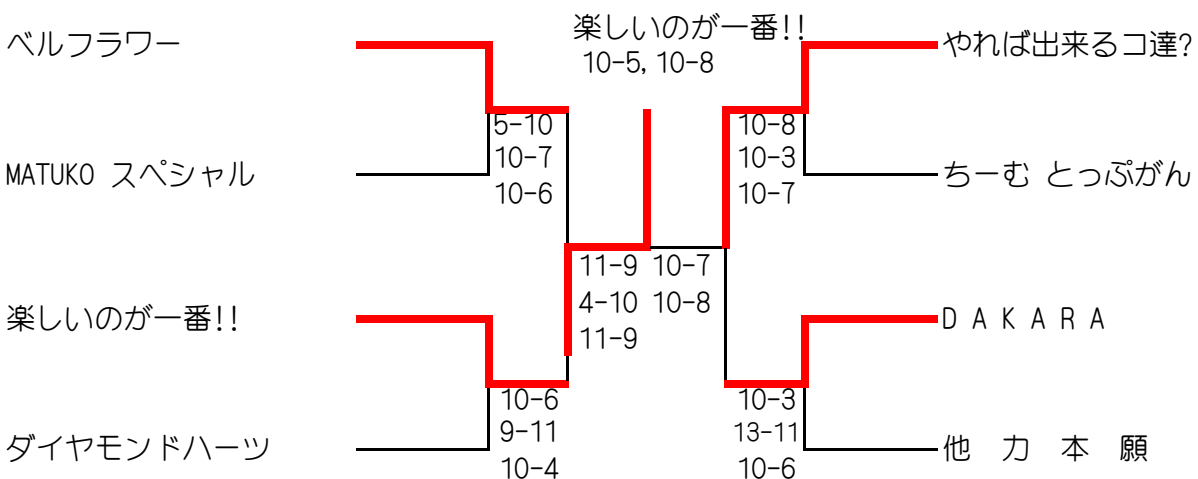 楽しいのが一番!!
10-5, 10-8
ベルフラワー
やれば出来るコ達?
5-10
10-7
10-6
10-8
10-3
10-7
MATUKO スペシャル
ちーむ とっぷがん
11-9 10-7
4-10 10-8
11-9
楽しいのが一番!!
DAKARA
10-6
9-11
10-4
10-3
13-11
10-6
ダイヤモンドハーツ
他 力 本 願